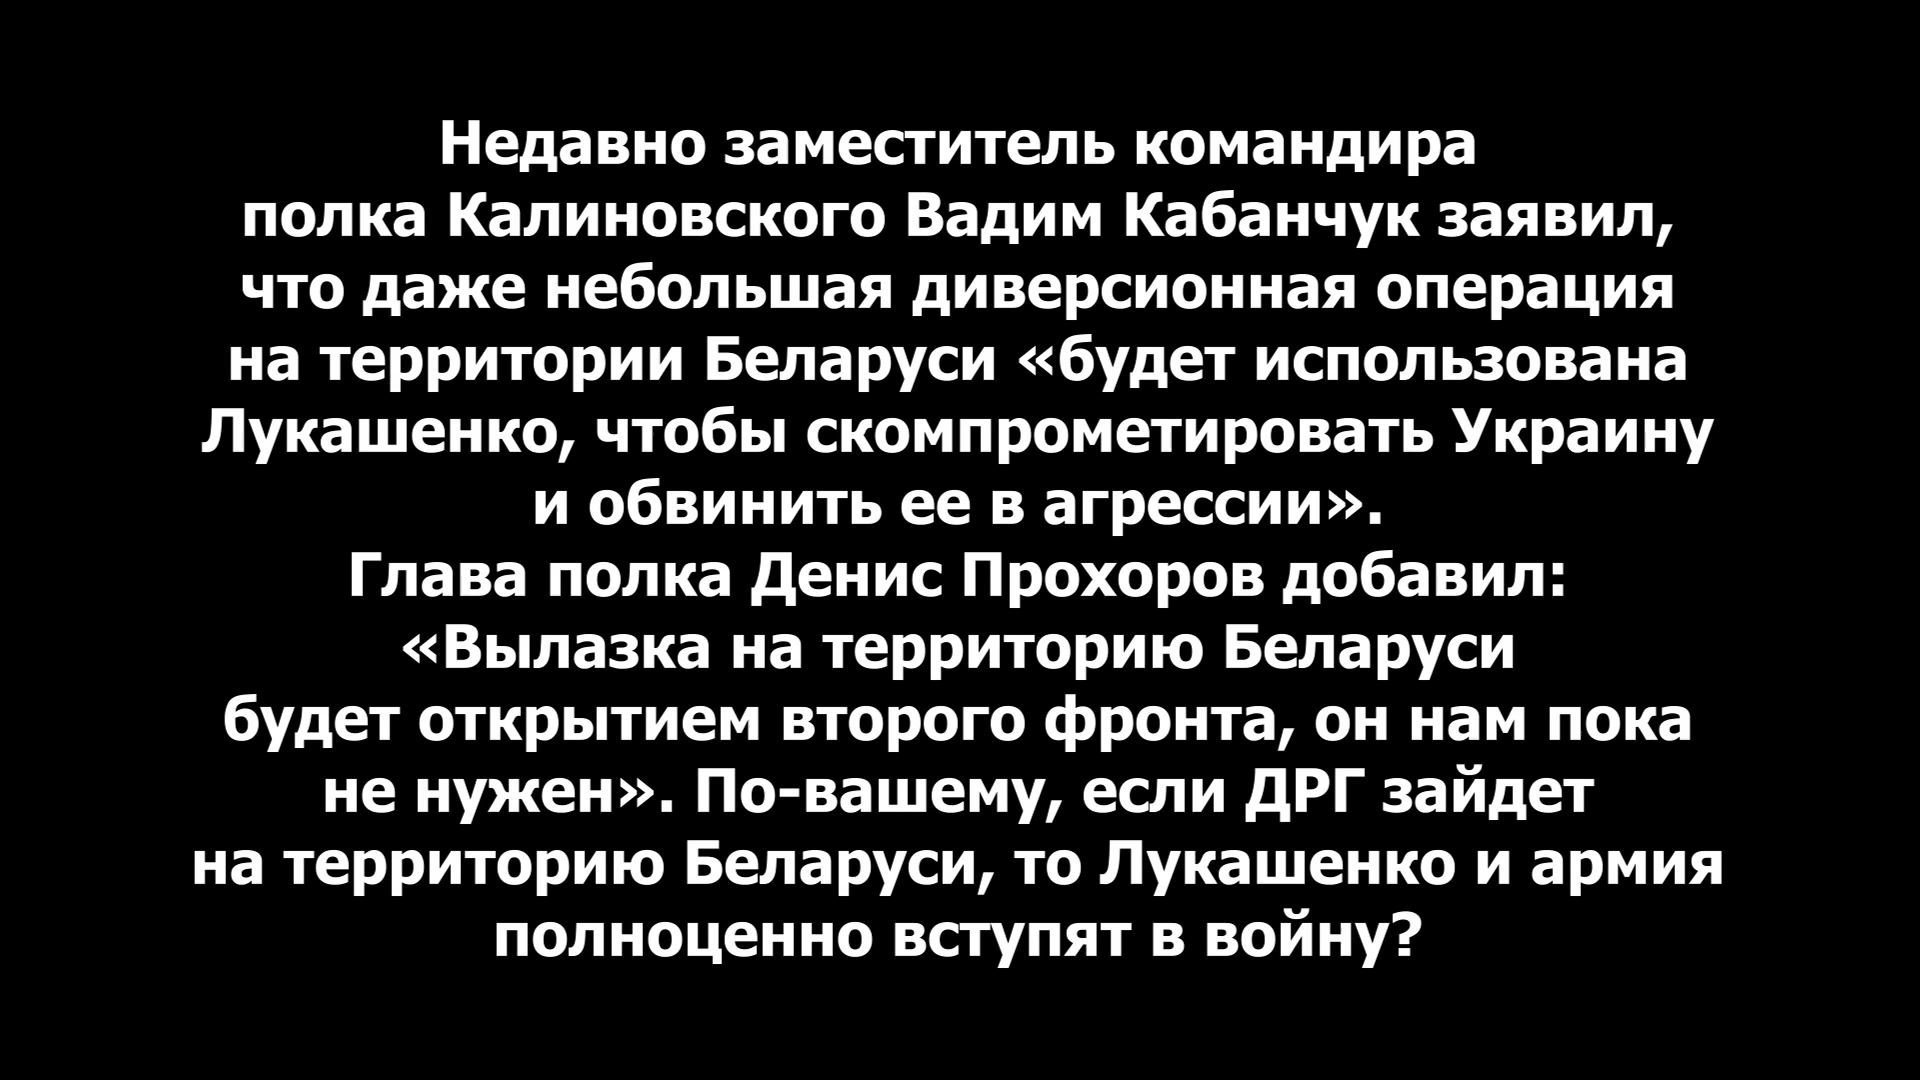 Недавно заместитель командира
полка Калиновского Вадим Кабанчук заявил,
что даже небольшая диверсионная операция
на территории Беларуси «будет использована
Лукашенко, чтобы скомпрометировать Украину
и обвинить ее в агрессии».
Глава полка Денис Прохоров добавил:
«Вылазка на территорию Беларуси
будет открытием второго фронта, он нам пока
не нужен». По-вашему, если ДРГ зайдет
на территорию Беларуси, то Лукашенко и армия
полноценно вступят в войну?